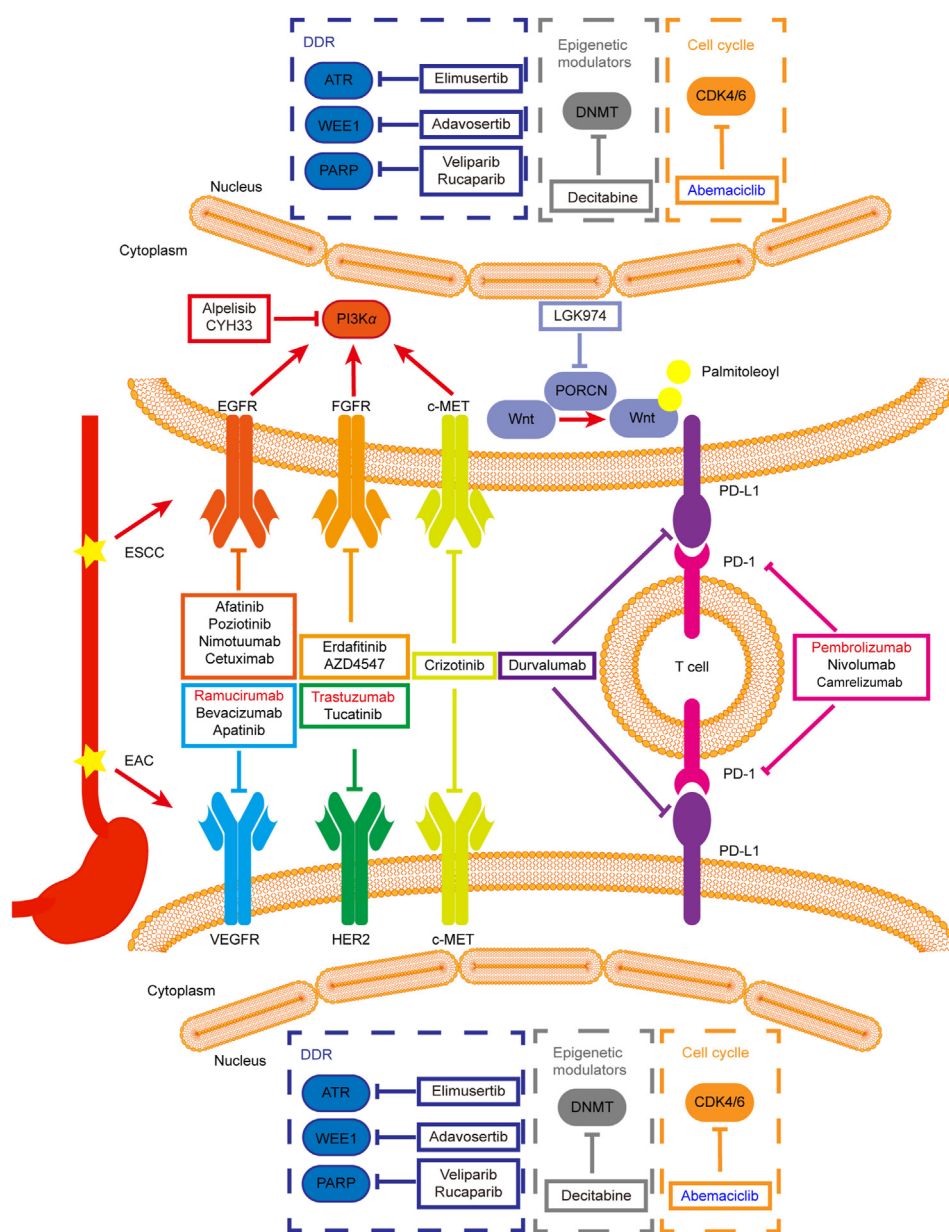 DDR
ATR
Elimusertib
WEE1
Adavosertib
PARP
Veliparib
Rucaparib
Epigenetic
modulators
DNMT
Decitabine
Cell cyclle
CDK4/6
Abemaciclib
Nucleus
Cytoplasm
Alpelisib
CYH33
PI3Kα
LGK974
PORCN
Wnt
Wnt
Palmitoleoyl
EGFR
FGFR
c-MET
PD-L1
PD-1
ESCC
Afatinib
Poziotinib
Nimotuumab
Cetuximab
Erdafitinib
AZD4547
Crizotinib
Durvalumab
T cell
Pembrolizumab
Nivolumab
Camrelizumab
Ramucirumab
Bevacizumab
Apatinib
Trastuzumab
Tucatinib
EAC
PD-1
PD-L1
VEGFR
HER2
c-MET
Cytoplasm
Nucleus
DDR
ATR
Elimusertib
WEE1
Adavosertib
PARP
Veliparib
Rucaparib
Epigenetic
modulators
DNMT
Decitabine
Cell cyclle
CDK4/6
Abemaciclib